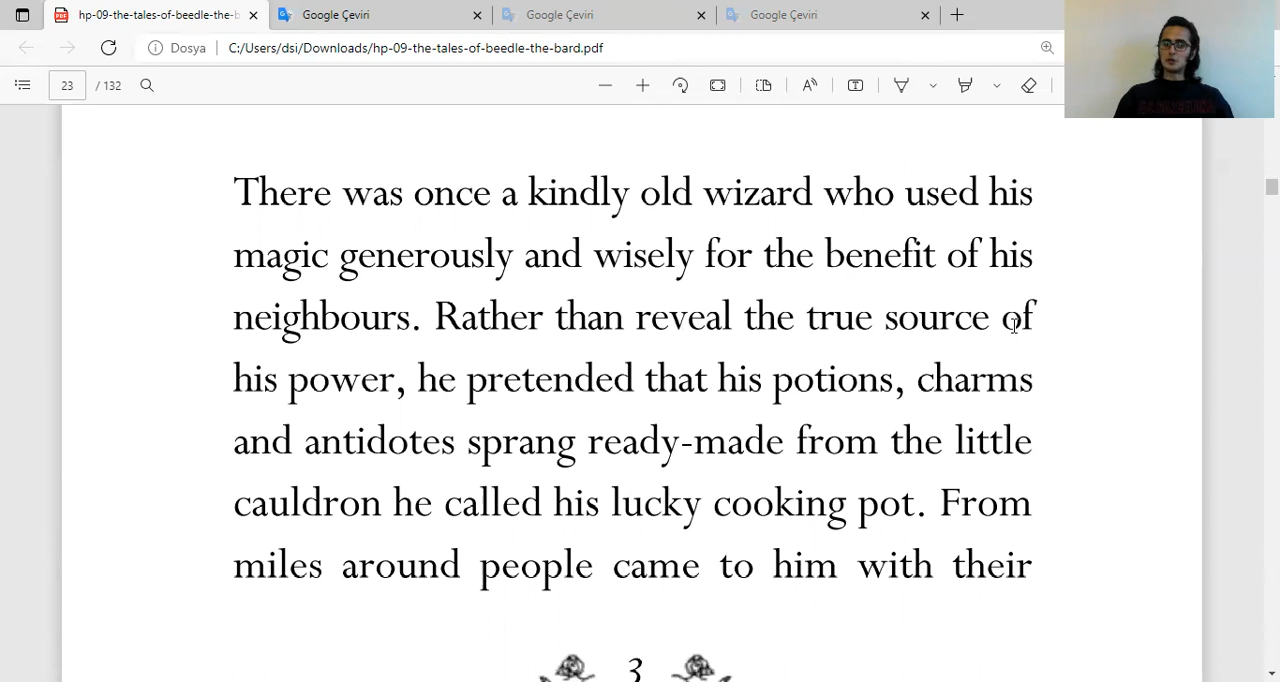 hp-09-the-tales-of-beedle-the-b
Google Çeviri
Google Çeviri
Google Çeviri
Dosya
C:/Users/dsi/Downloads/hp-09-the-tales-of-beedle-the-bard.pdf
23 / 132
There was once a kindly old wizard who used his
magic generously and wisely for the benefit of his
neighbours. Rather than reveal the true source of
his power, he pretended that his potions, charms
and antidotes sprang ready-made from the little
cauldron he called his lucky cooking pot. From
miles around people came to him with their
3